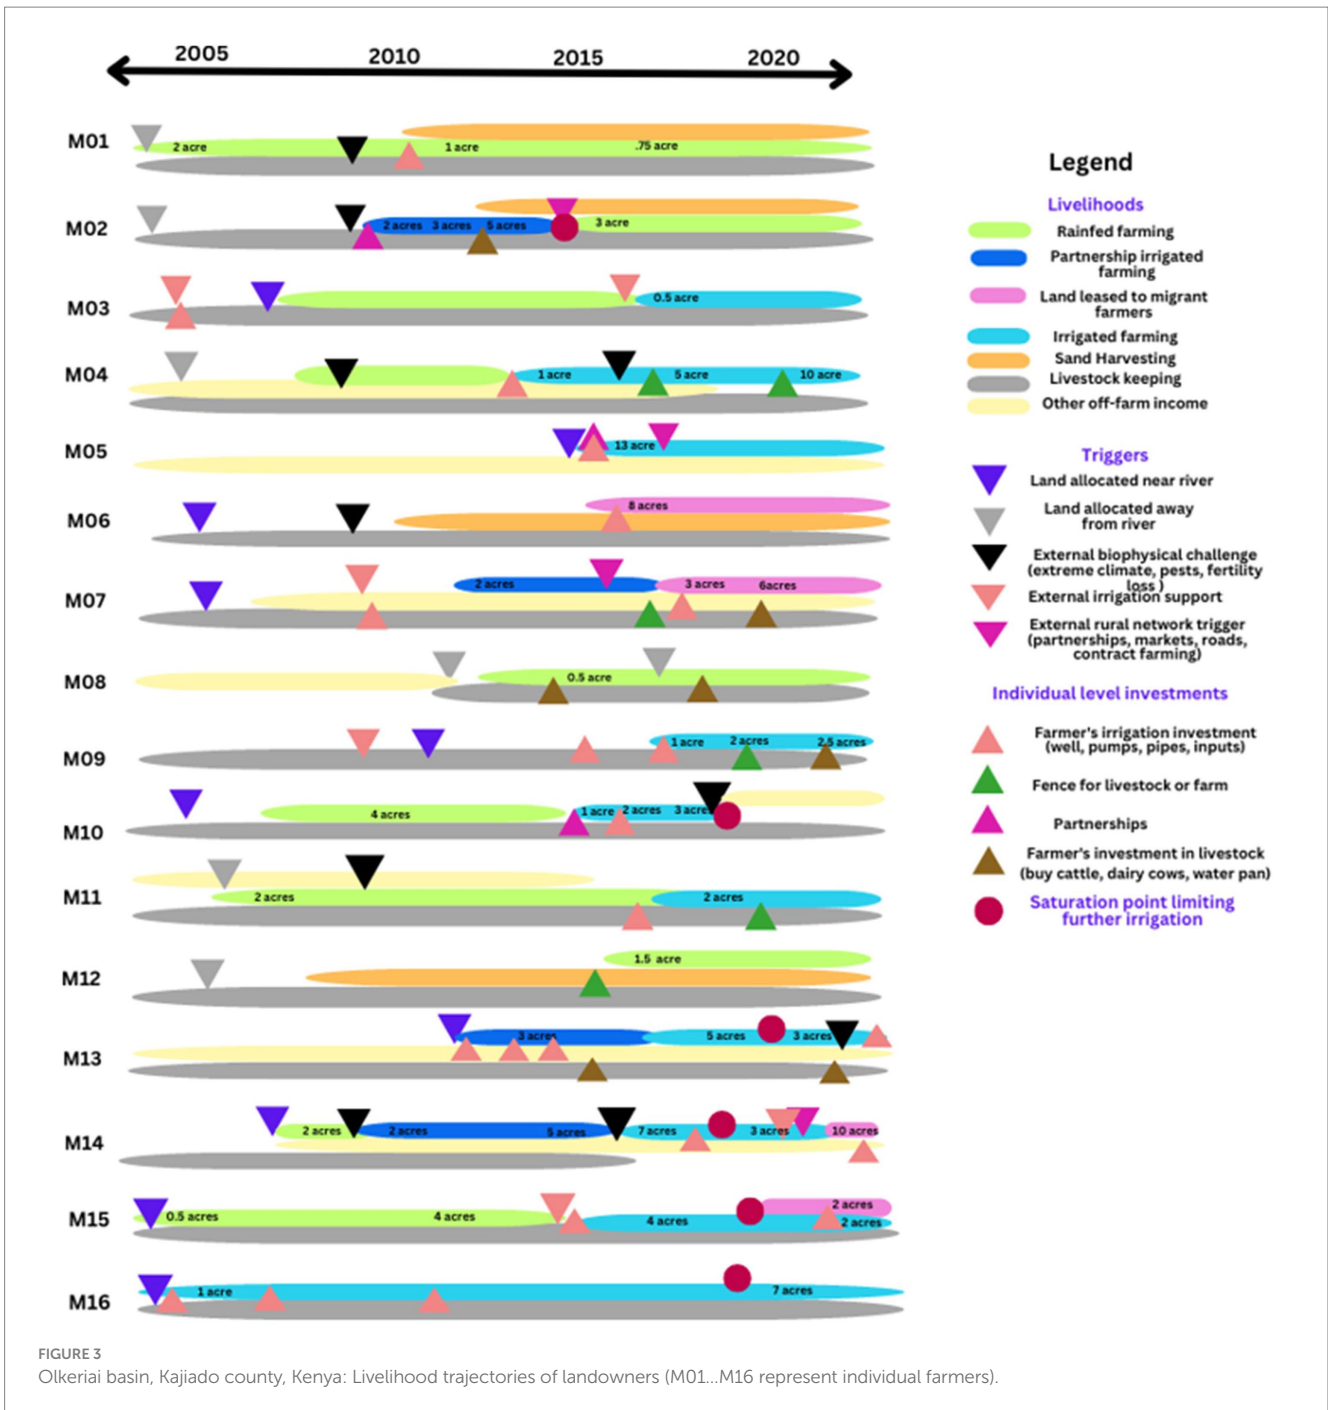 2005 2010 2015 2020
M01 2 acre 1 acre .75 acre
M02 2 acres 3 acres 5 acres 3 acre
M03 0.5 acre
M04 1 acre 5 acre 10 acre
M05 13 acre
M06 8 acres
M07 2 acres 3 acres 6acres
M08 0.5 acre
M09 1 acre 2 acres 2.5 acres
M10 4 acres 1 acre 2 acres 3 acres
M11 2 acres 2 acres
M12 1.5 acre
M13 3 acres 5 acres 3 acres
M14 2 acres 2 acres 5 acres 7 acres 3 acres 10 acres
M15 0.5 acres 4 acres 4 acres 2 acres 2 acres
M16 1 acre 7 acres
Legend
Livelihoods
Rainfed farming
Partnership irrigated
farming
Land leased to migrant
farmers
Irrigated farming
Sand Harvesting
Livestock keeping
Other off-farm income
Triggers
Land allocated near river
Land allocated away
from river
External biophysical challenge
(extreme climate, pests, fertility
loss )
External irrigation support
External rural network trigger
(partnerships, markets, roads,
contract farming)
Individual level investments
Farmer's irrigation investment
(well, pumps, pipes, inputs)
Fence for livestock or farm
Partnerships
Farmer's investment in livestock
(buy cattle, dairy cows, water pan)
Saturation point limiting
further irrigation
FIGURE 3
Olkeriai basin, Kajiado county, Kenya: Livelihood trajectories of landowners (M01...M16 represent individual farmers).